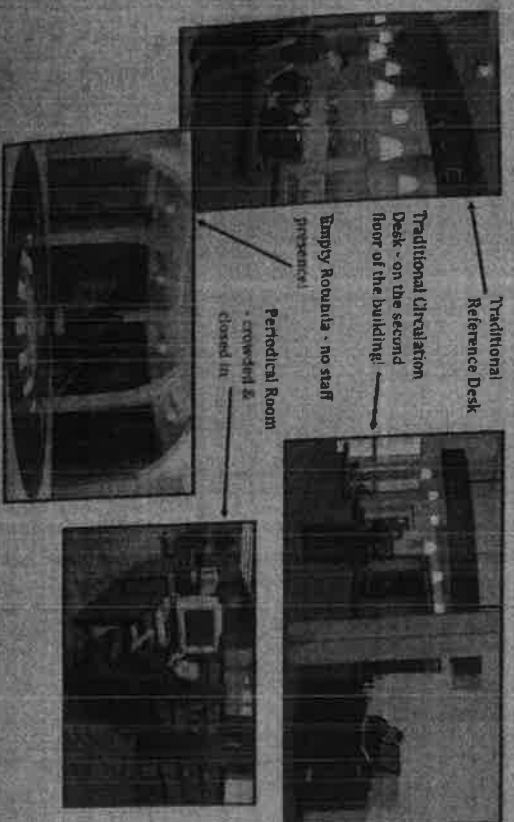 Traditional
Reference Desk
Traditional Circulation
Desk - on the second
floor of the building!
Empty Rotunda - no staff
presence!
Periodical Room
- crowded &
closed in